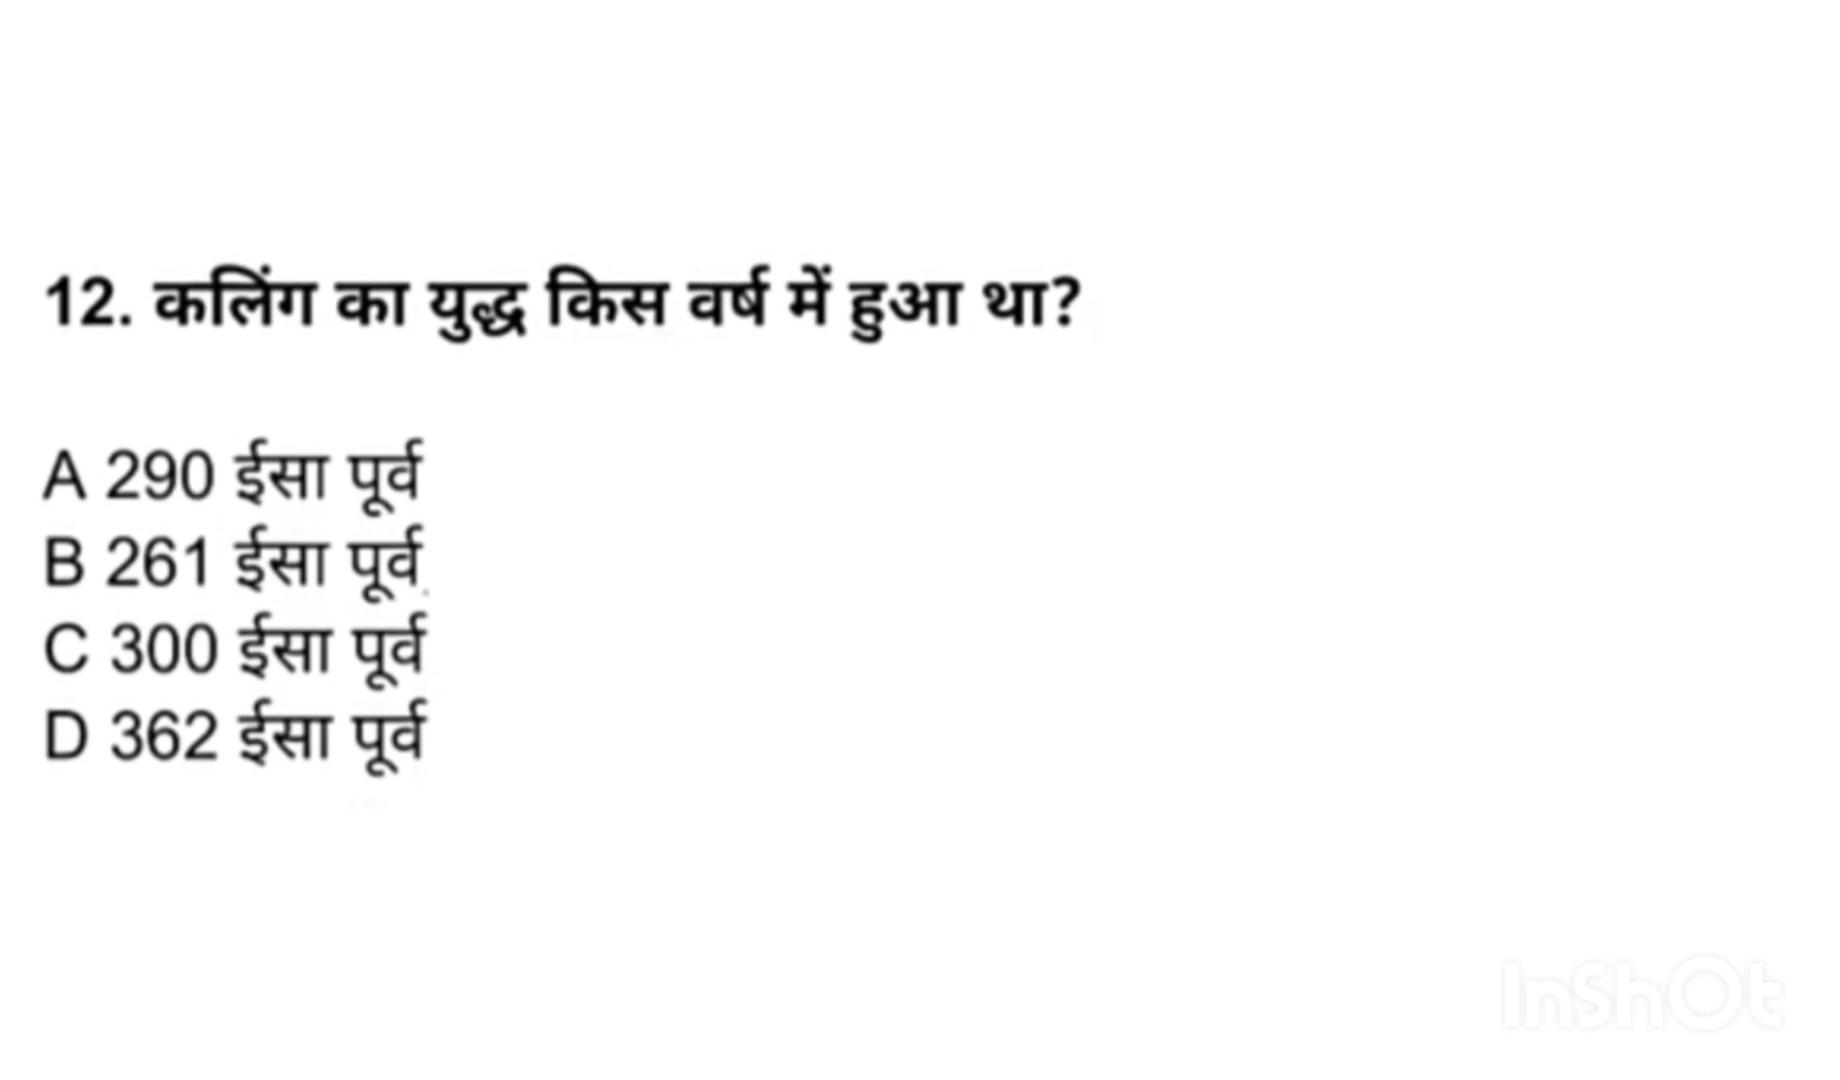 12. कलिंग का युद्ध किस वर्ष में हुआ था?
A 290 ईसा पूर्व
B 261 ईसा पूर्व
C 300 ईसा पूर्व
D 362 ईसा पूर्व
InShOt